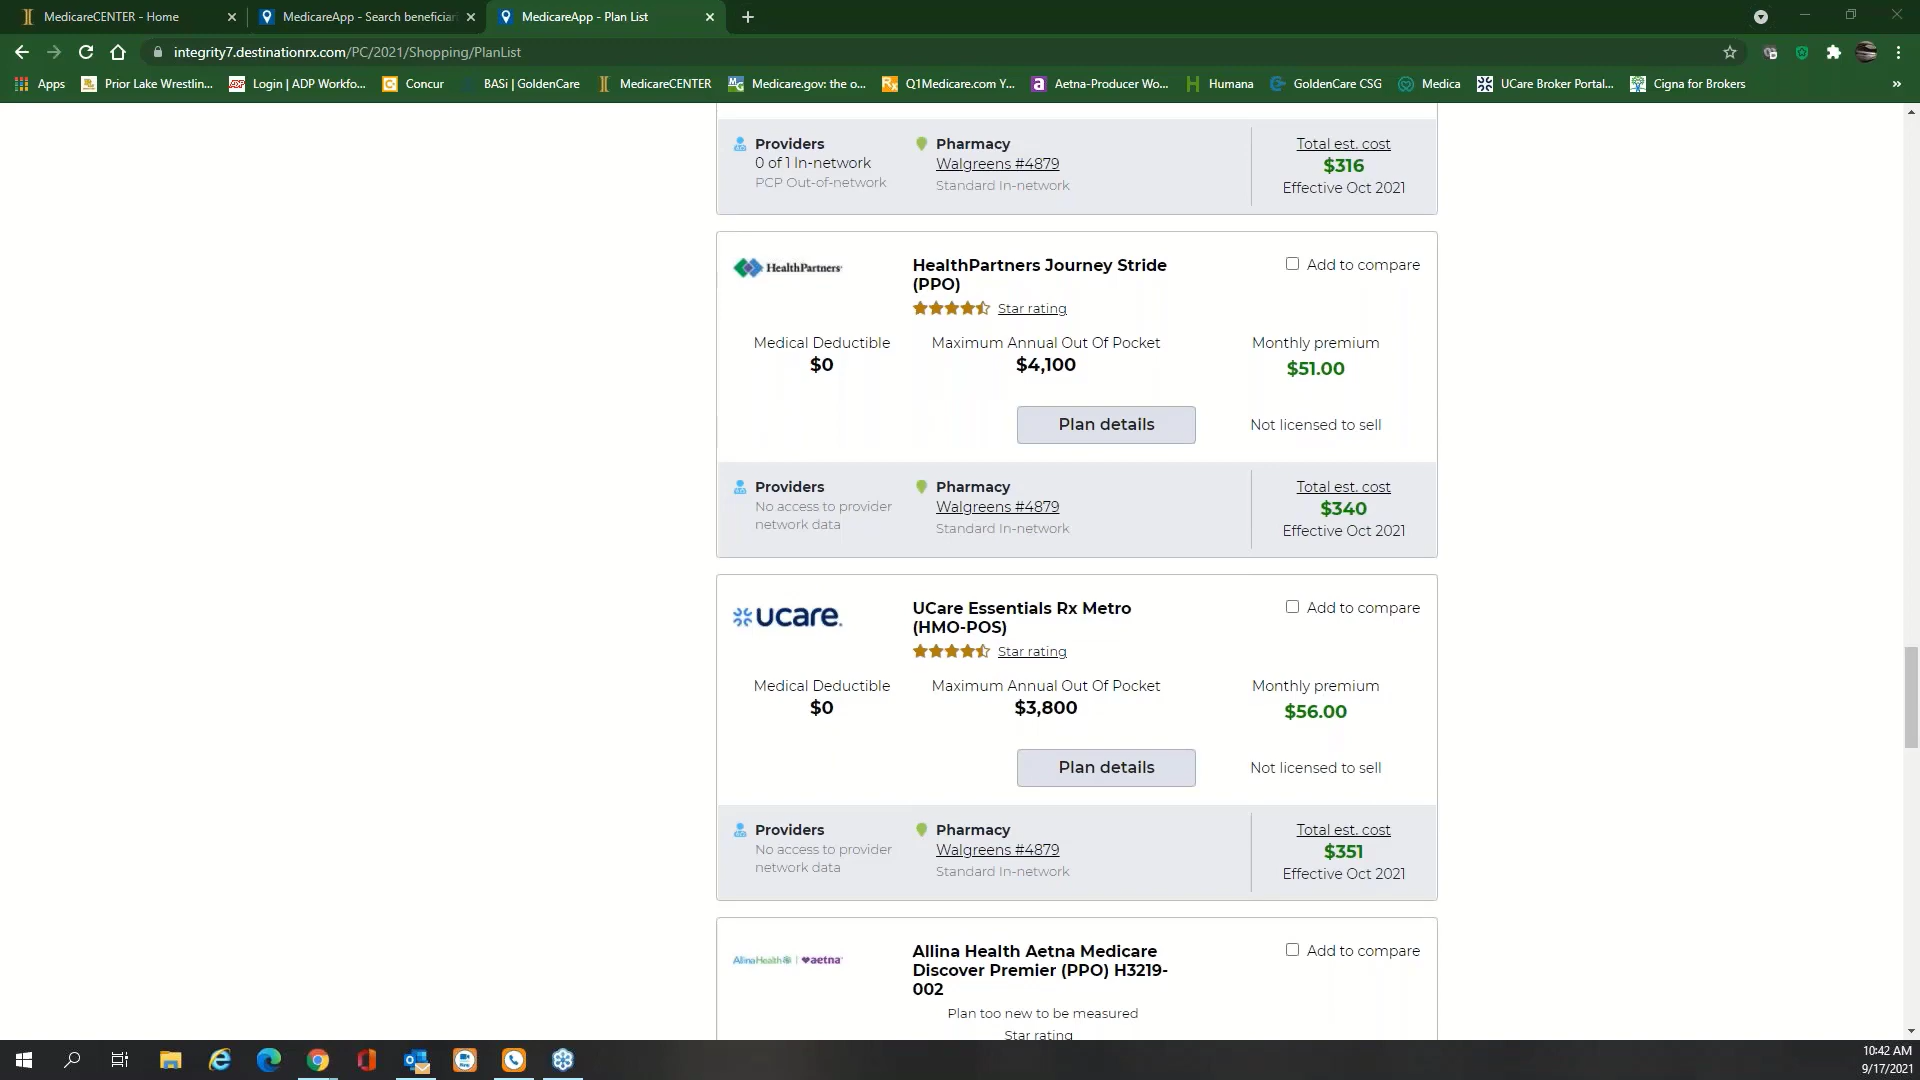 MedicareCENTER - Home
MedicareApp - Search beneficiari
MedicareApp - Plan List
integrity7.destinationrx.com/PC/2021/Shopping/PlanList
Apps
Prior Lake Wrestlin...
Login | ADP Workfo...
Concur
BASi | GoldenCare
MedicareCENTER
Medicare.gov: the o...
Q1Medicare.com Y...
Aetna-Producer Wo...
Humana
GoldenCare CSG
Medica
UCare Broker Portal...
Cigna for Brokers
»
Providers
0 of 1 In-network
PCP Out-of-network
Pharmacy
Walgreens #4879
Standard In-network
Total est. cost
$316
Effective Oct 2021
HealthPartners
HealthPartners Journey Stride
(PPO)
Star rating
Add to compare
Medical Deductible
$0
Maximum Annual Out Of Pocket
$4,100
Monthly premium
$51.00
Plan details
Not licensed to sell
Providers
No access to provider
network data
Pharmacy
Walgreens #4879
Standard In-network
Total est. cost
$340
Effective Oct 2021
ucare.
UCare Essentials Rx Metro
(HMO-POS)
Star rating
Add to compare
Medical Deductible
$0
Maximum Annual Out Of Pocket
$3,800
Monthly premium
$56.00
Plan details
Not licensed to sell
Providers
No access to provider
network data
Pharmacy
Walgreens #4879
Standard In-network
Total est. cost
$351
Effective Oct 2021
AllinaHealth | aetna
Allina Health Aetna Medicare
Discover Premier (PPO) H3219-
002
Plan too new to be measured
Star rating
Add to compare
10:42 AM
9/17/2021